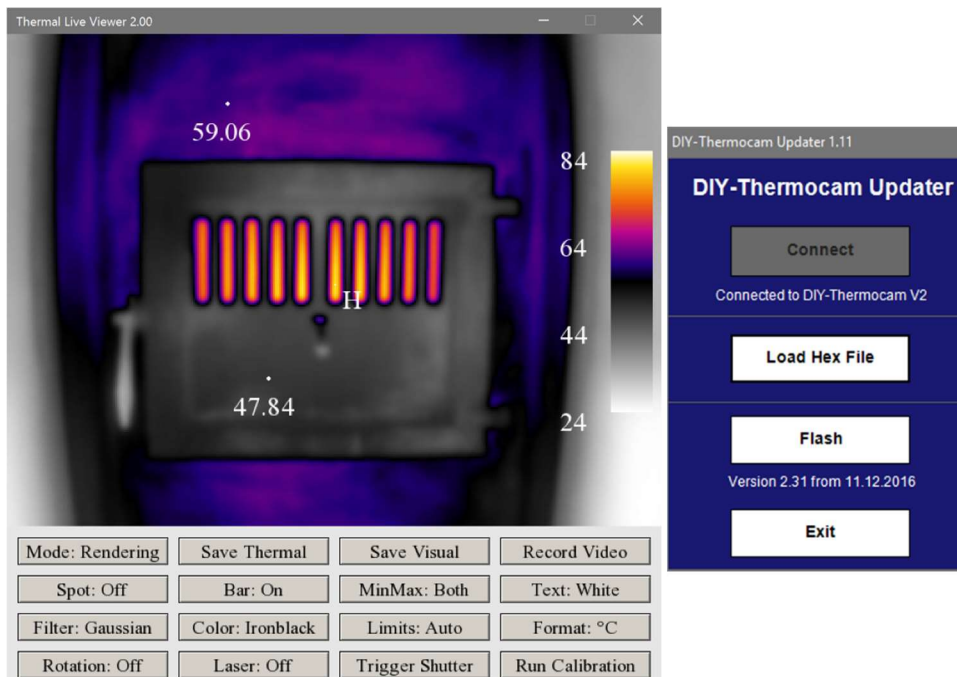 Thermal Live Viewer 2.00
59.06
84
64
H
44
47.84
24
Mode: Rendering
Save Thermal
Save Visual
Record Video
Spot: Off
Bar: On
MinMax: Both
Text: White
Filter: Gaussian
Color: Ironblack
Limits: Auto
Format: °C
Rotation: Off
Laser: Off
Trigger Shutter
Run Calibration
DIY-Thermocam Updater 1.11
DIY-Thermocam Updater
Connect
Connected to DIY-Thermocam V2
Load Hex File
Flash
Version 2.31 from 11.12.2016
Exit